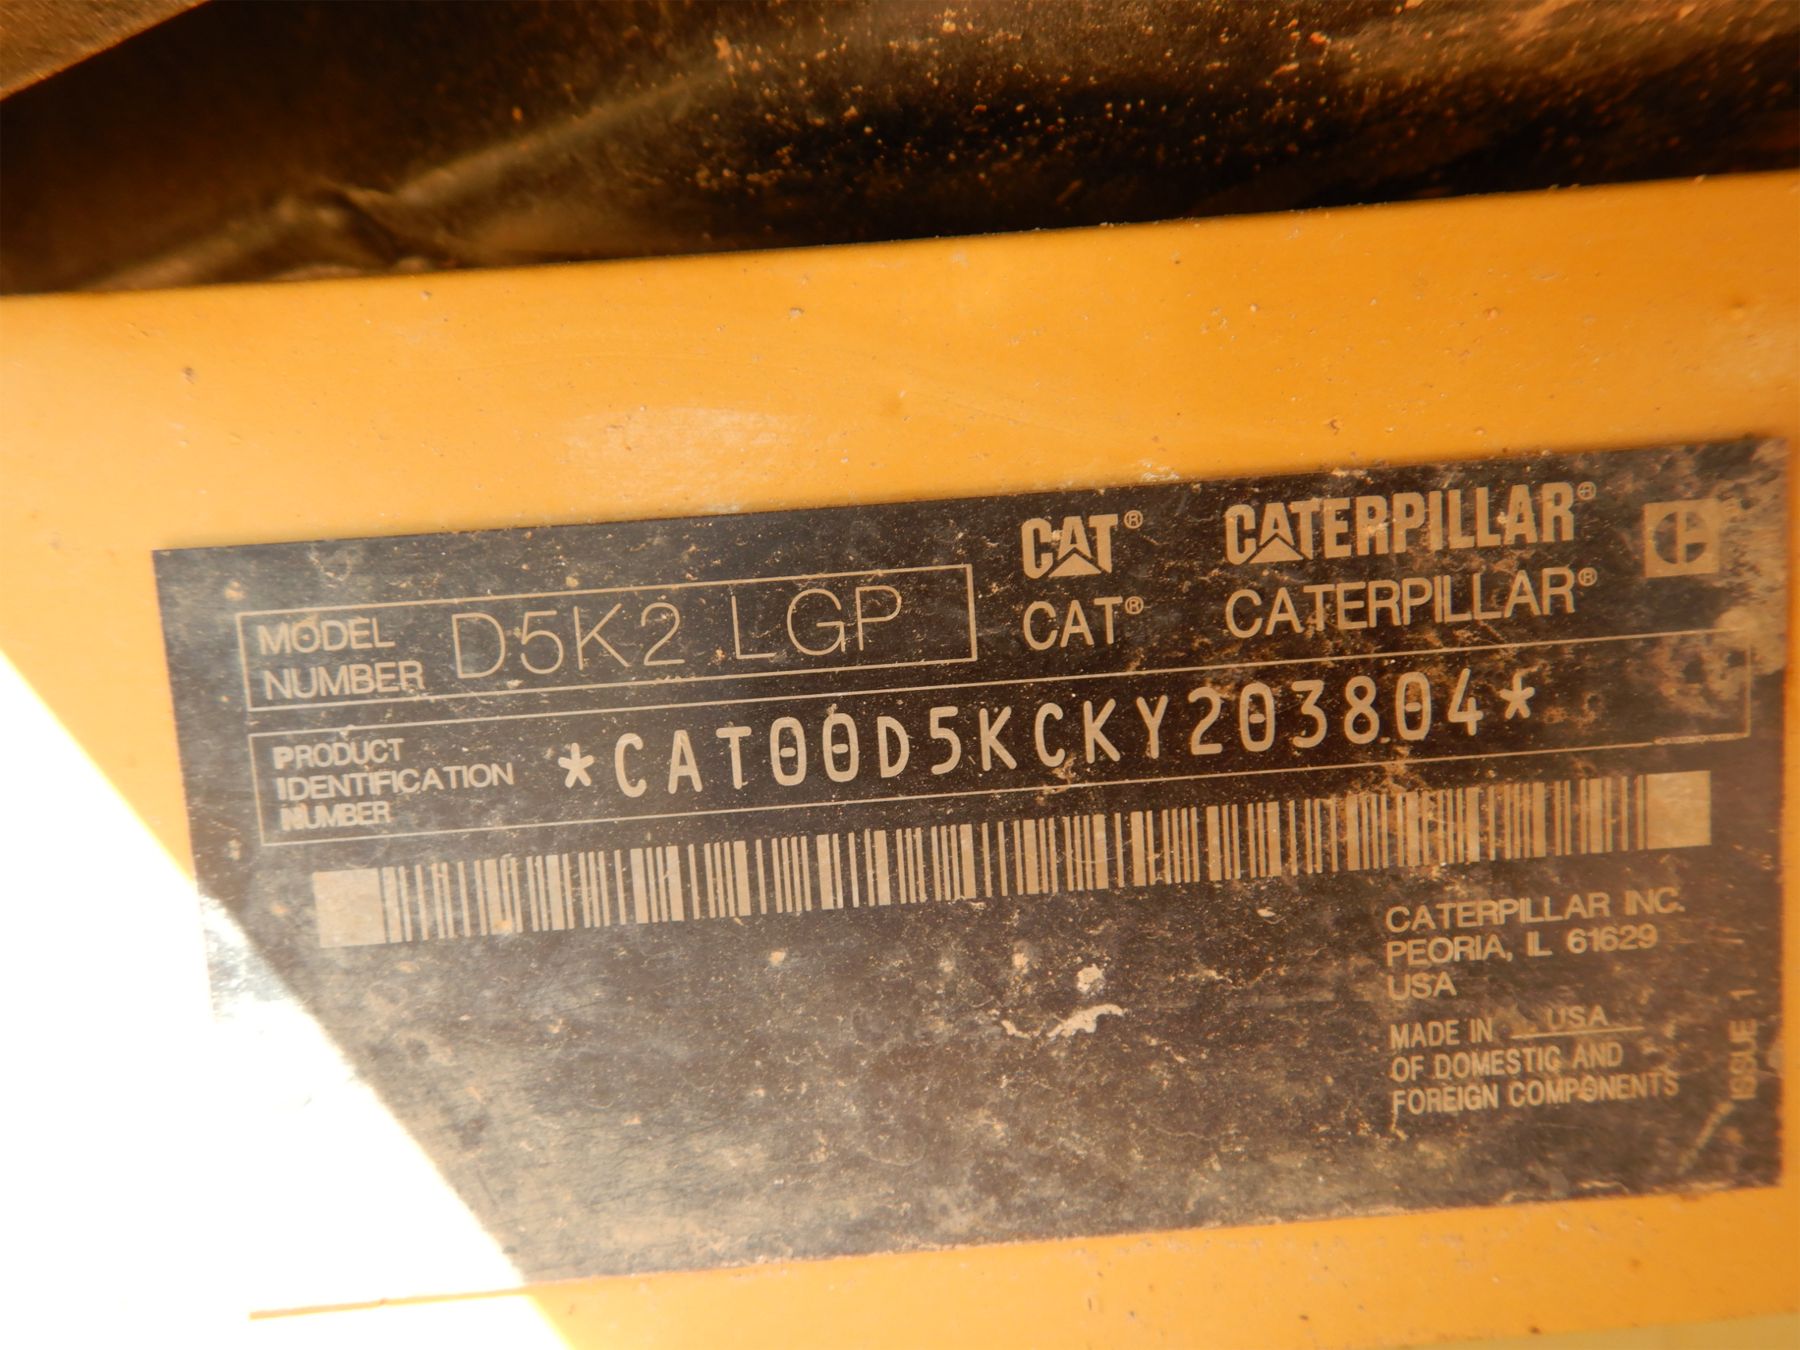 MODEL NUMBER D5K2 LGP
CAT® CATERPILLAR®
CAT® CATERPILLAR®
PRODUCT
IDENTIFICATION
NUMBER
*CAT00D5KCKY203804*
CATERPILLAR INC.
PEORIA, IL 61629
USA
MADE IN USA
OF DOMESTIC AND
FOREIGN COMPONENTS
ISSUE 1